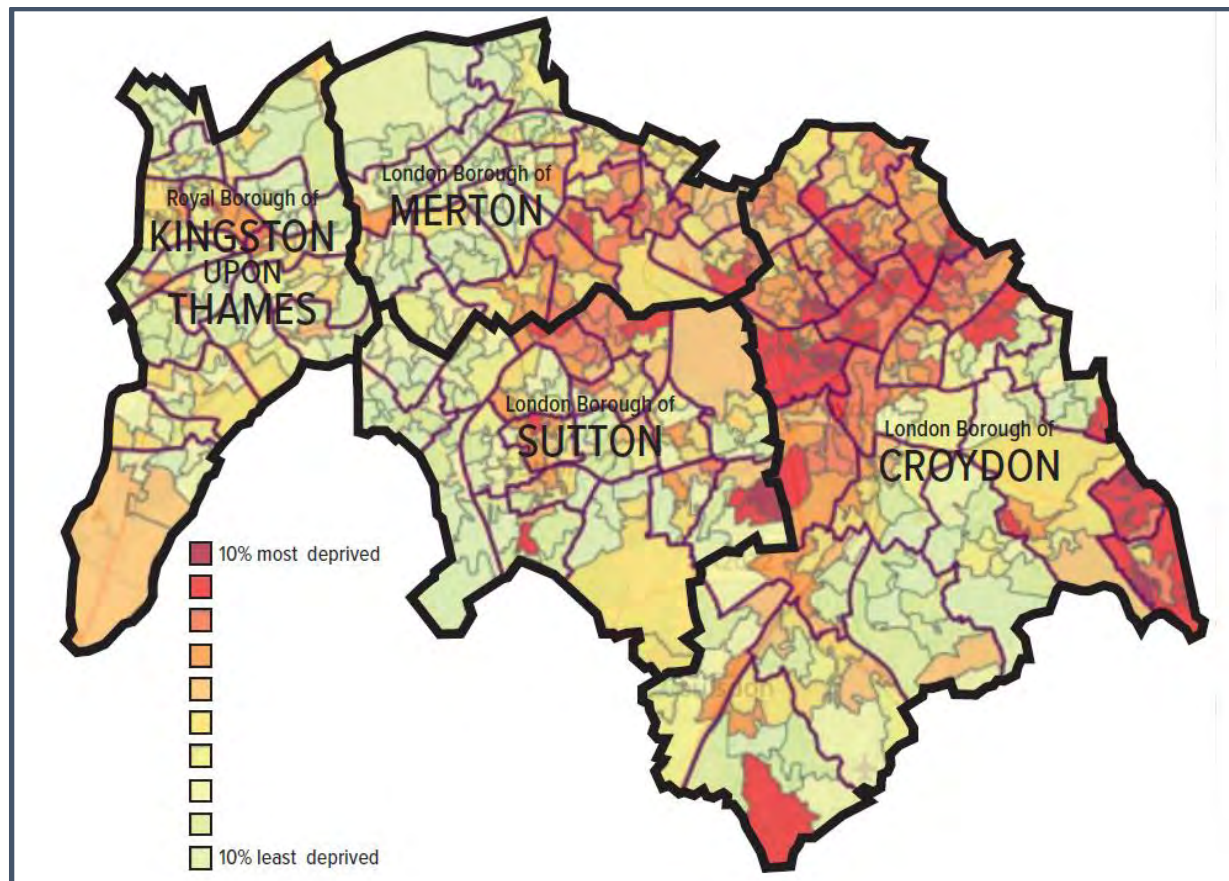 Royal Borough of
KINGSTON
UPON
THAMES
London Borough of
MERTON
London Borough of
SUTTON
London Borough of
CROYDON
10% most deprived
10% least deprived